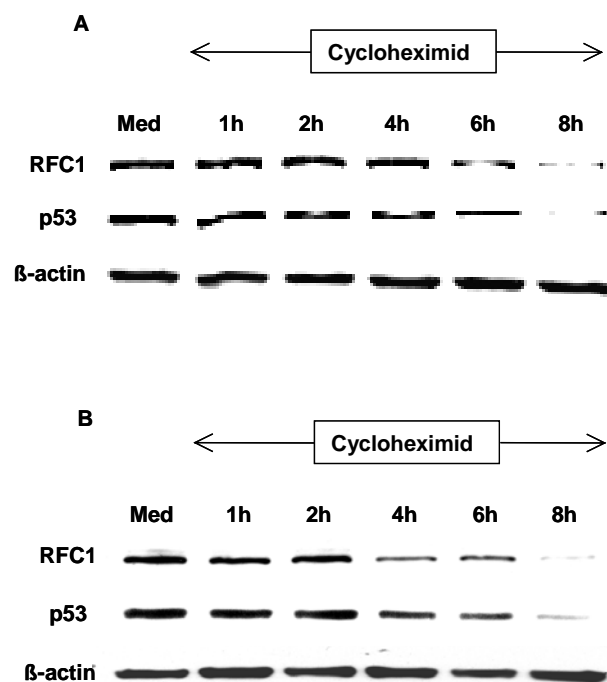 A
Cycloheximid
Med 1h 2h 4h 6h 8h
RFC1
p53
ß-actin
B
Cycloheximid
Med 1h 2h 4h 6h 8h
RFC1
p53
ß-actin